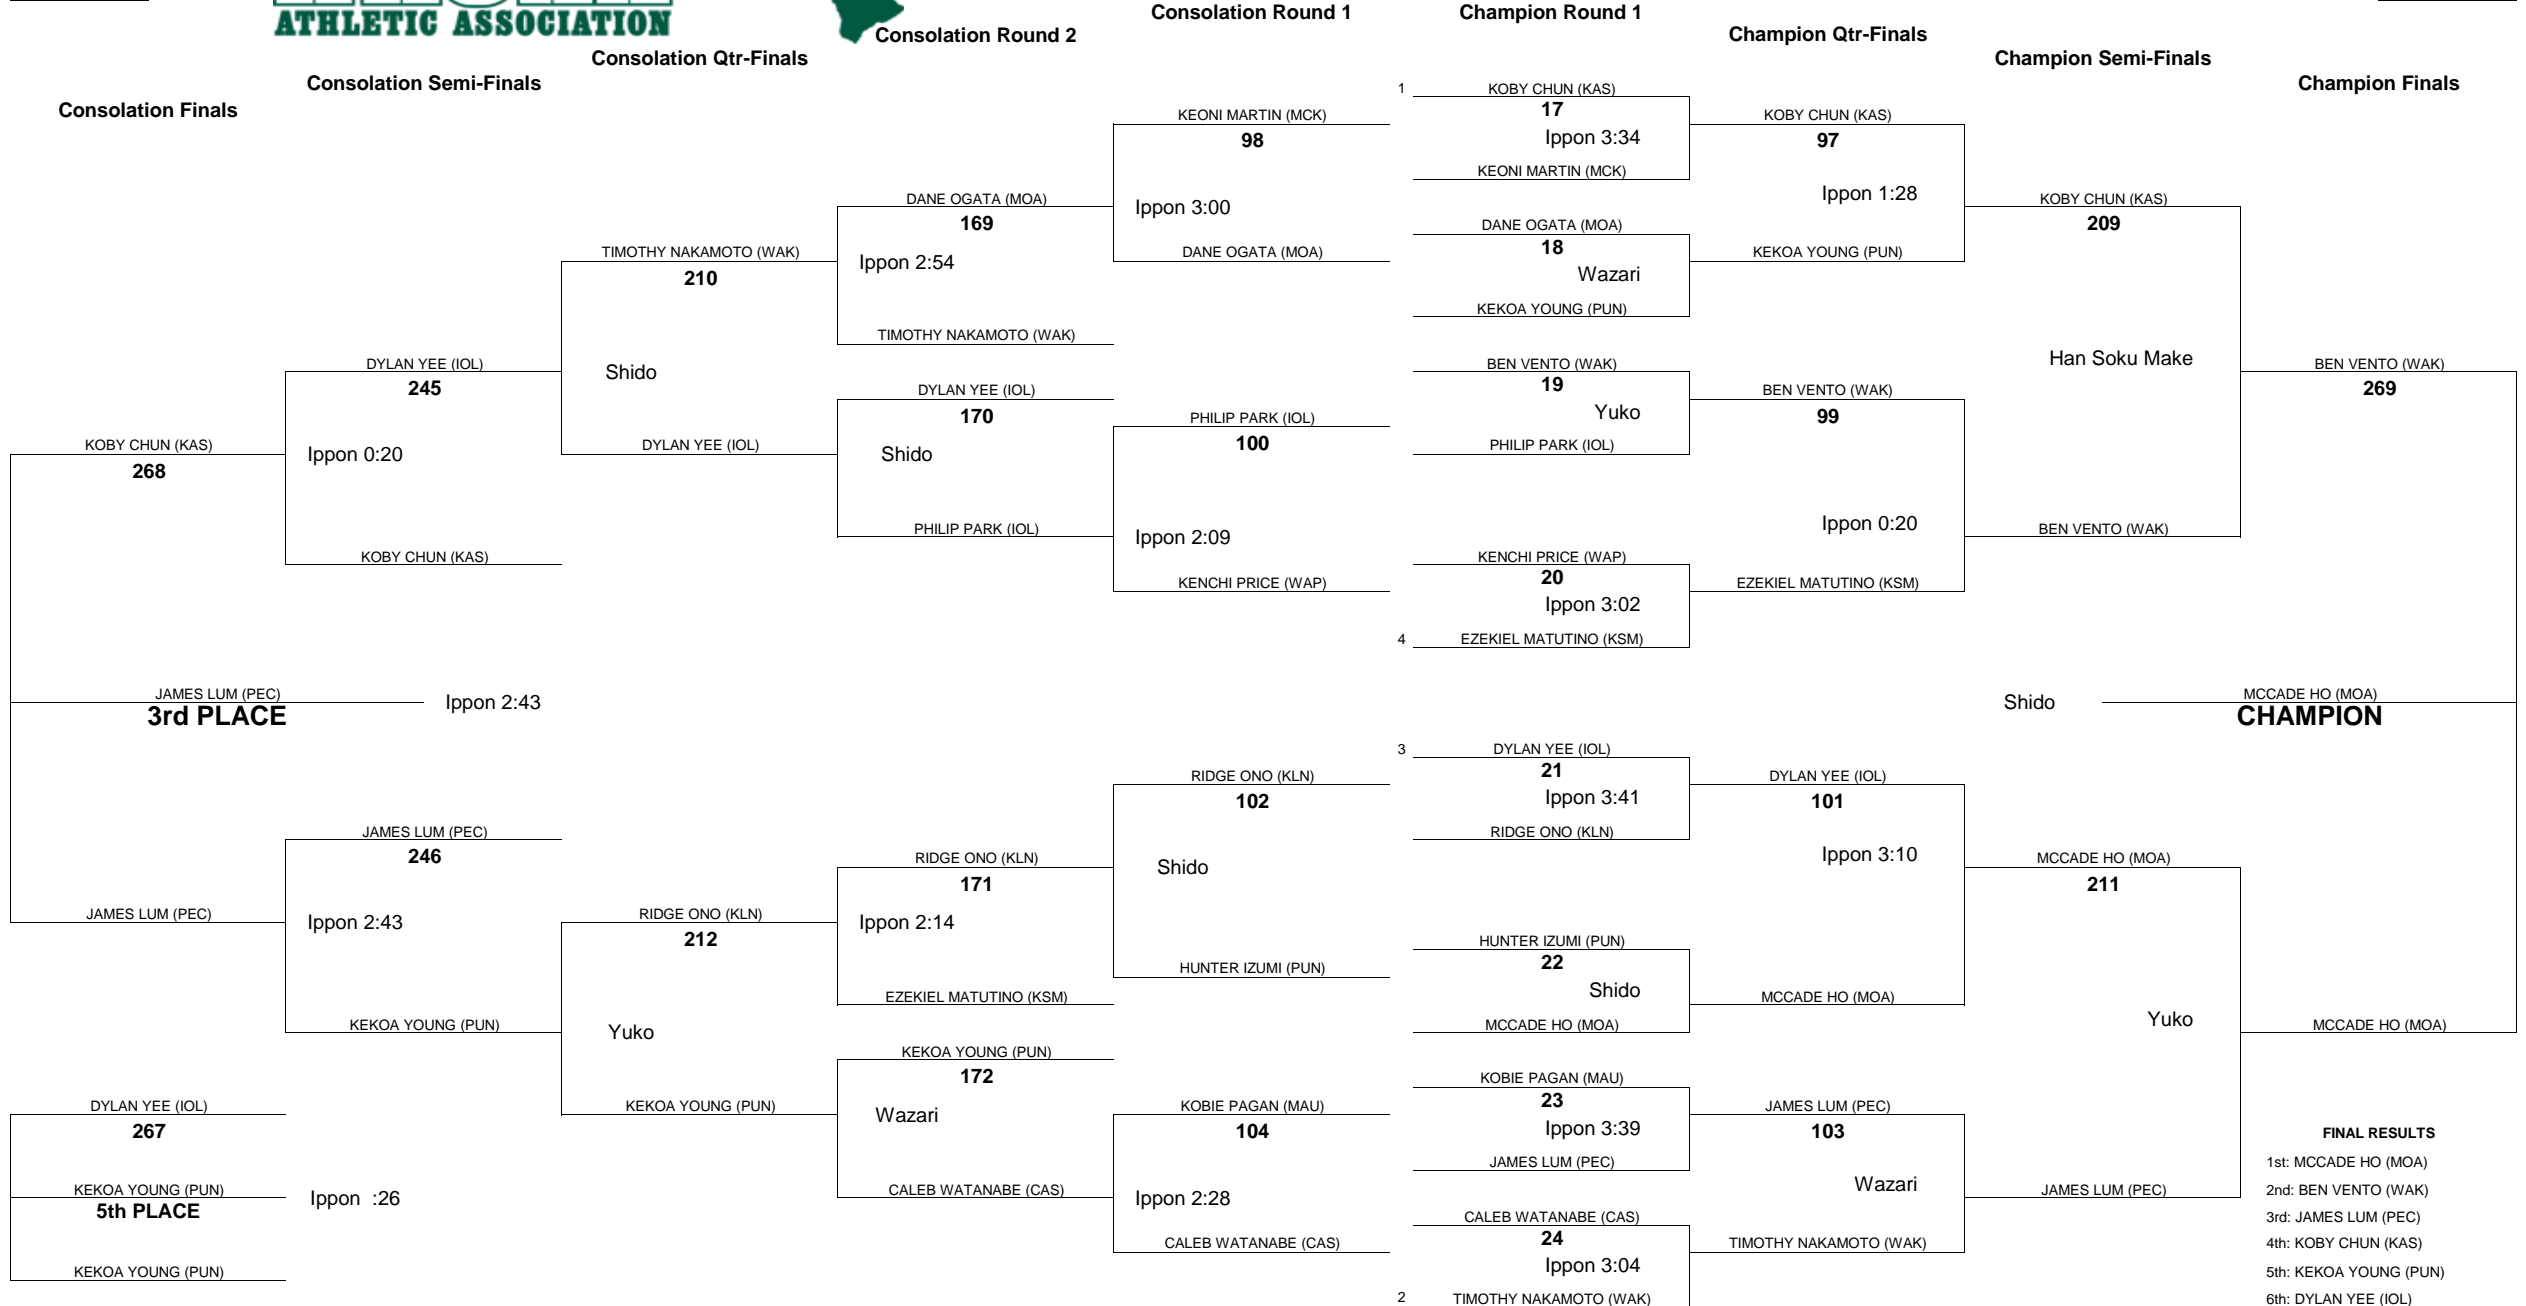 ATHLETIC ASSOCIATION
Consolation Round 1
Champion Round 1
Consolation Round 2
Champion Qtr-Finals
Consolation Qtr-Finals
Champion Semi-Finals
Consolation Semi-Finals
Champion Finals
Consolation Finals
KOBY CHUN (KAS)
268
JAMES LUM (PEC)
3rd PLACE
Ippon 2:43
JAMES LUM (PEC)
DYLAN YEE (IOL)
267
KEKOA YOUNG (PUN)
5th PLACE
Ippon :26
KEKOA YOUNG (PUN)
DYLAN YEE (IOL)
245
Ippon 0:20
KOBY CHUN (KAS)
JAMES LUM (PEC)
246
Ippon 2:43
KEKOA YOUNG (PUN)
TIMOTHY NAKAMOTO (WAK)
210
Shido
DYLAN YEE (IOL)
RIDGE ONO (KLN)
212
Yuko
KEKOA YOUNG (PUN)
DANE OGATA (MOA)
169
Ippon 2:54
TIMOTHY NAKAMOTO (WAK)
DYLAN YEE (IOL)
170
Shido
PHILIP PARK (IOL)
RIDGE ONO (KLN)
171
Ippon 2:14
EZEKIEL MATUTINO (KSM)
KEKOA YOUNG (PUN)
172
Wazari
CALEB WATANABE (CAS)
KEONI MARTIN (MCK)
98
Ippon 3:00
DANE OGATA (MOA)
PHILIP PARK (IOL)
100
Ippon 2:09
KENCHI PRICE (WAP)
RIDGE ONO (KLN)
102
Shido
HUNTER IZUMI (PUN)
KOBIE PAGAN (MAU)
104
Ippon 2:28
CALEB WATANABE (CAS)
1 KOBY CHUN (KAS)
17
Ippon 3:34
KEONI MARTIN (MCK)
DANE OGATA (MOA)
18
Wazari
KEKOA YOUNG (PUN)
BEN VENTO (WAK)
19
Yuko
PHILIP PARK (IOL)
KENCHI PRICE (WAP)
20
Ippon 3:02
4 EZEKIEL MATUTINO (KSM)
3 DYLAN YEE (IOL)
21
Ippon 3:41
RIDGE ONO (KLN)
HUNTER IZUMI (PUN)
22
Shido
MCCADE HO (MOA)
KOBIE PAGAN (MAU)
23
Ippon 3:39
JAMES LUM (PEC)
CALEB WATANABE (CAS)
24
Ippon 3:04
2 TIMOTHY NAKAMOTO (WAK)
KOBY CHUN (KAS)
97
Ippon 1:28
KEKOA YOUNG (PUN)
BEN VENTO (WAK)
99
Ippon 0:20
EZEKIEL MATUTINO (KSM)
DYLAN YEE (IOL)
101
Ippon 3:10
MCCADE HO (MOA)
JAMES LUM (PEC)
103
Wazari
TIMOTHY NAKAMOTO (WAK)
KOBY CHUN (KAS)
209
Han Soku Make
BEN VENTO (WAK)
MCCADE HO (MOA)
211
Yuko
JAMES LUM (PEC)
BEN VENTO (WAK)
269
Shido
MCCADE HO (MOA)
CHAMPION
MCCADE HO (MOA)
FINAL RESULTS
1st: MCCADE HO (MOA)
2nd: BEN VENTO (WAK)
3rd: JAMES LUM (PEC)
4th: KOBY CHUN (KAS)
5th: KEKOA YOUNG (PUN)
6th: DYLAN YEE (IOL)